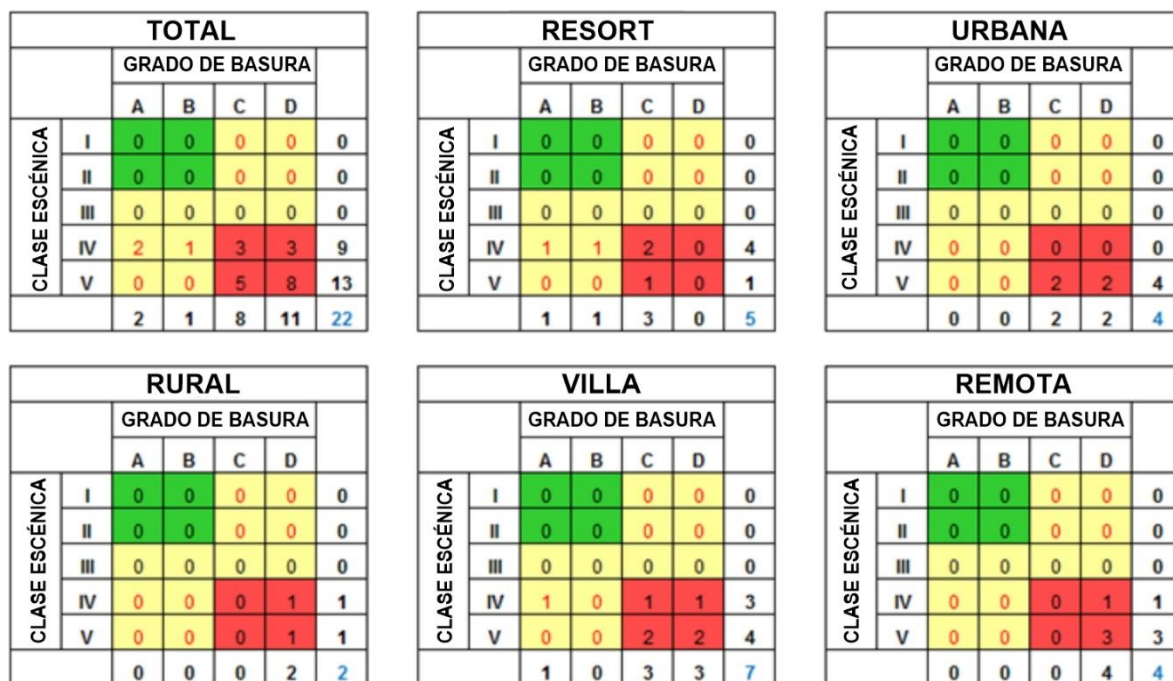 TOTAL
GRADO DE BASURA
A B C D
CLASE ESCÉNICA
I 0 0 0 0 0
II 0 0 0 0 0
III 0 0 0 0 0
IV 2 1 3 3 9
V 0 0 5 8 13
2 1 8 11 22
RESORT
GRADO DE BASURA
A B C D
CLASE ESCÉNICA
I 0 0 0 0 0
II 0 0 0 0 0
III 0 0 0 0 0
IV 1 1 2 0 4
V 0 0 1 0 1
1 1 3 0 5
URBANA
GRADO DE BASURA
A B C D
CLASE ESCÉNICA
I 0 0 0 0 0
II 0 0 0 0 0
III 0 0 0 0 0
IV 0 0 0 0 0
V 0 0 2 2 4
0 0 2 2 4
RURAL
GRADO DE BASURA
A B C D
CLASE ESCÉNICA
I 0 0 0 0 0
II 0 0 0 0 0
III 0 0 0 0 0
IV 0 0 0 1 1
V 0 0 0 1 1
0 0 0 2 2
VILLA
GRADO DE BASURA
A B C D
CLASE ESCÉNICA
I 0 0 0 0 0
II 0 0 0 0 0
III 0 0 0 0 0
IV 1 0 1 1 3
V 0 0 2 2 4
1 0 3 3 7
REMOTA
GRADO DE BASURA
A B C D
CLASE ESCÉNICA
I 0 0 0 0 0
II 0 0 0 0 0
III 0 0 0 0 0
IV 0 0 0 1 1
V 0 0 0 3 3
0 0 0 4 4